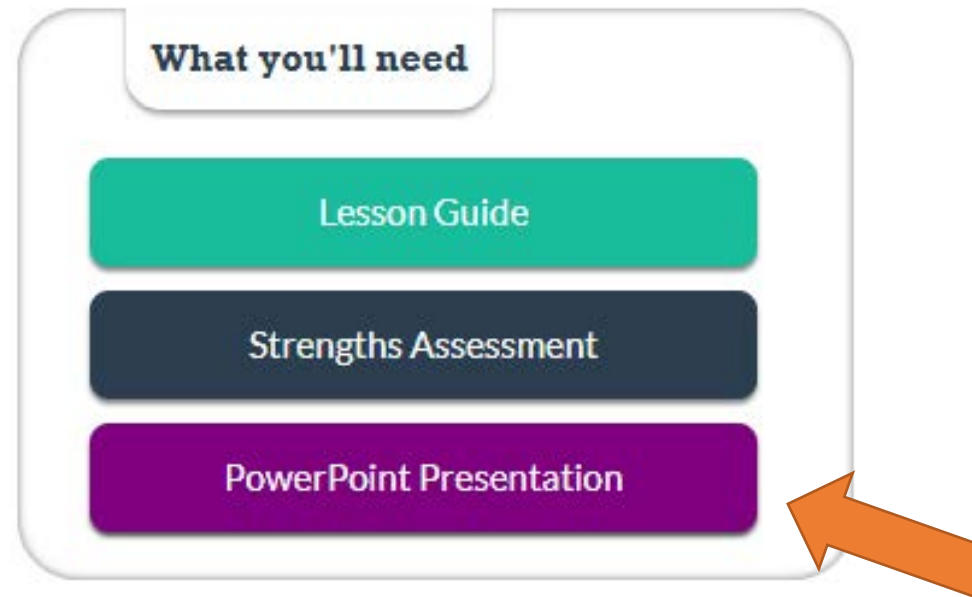 What you'll need
Lesson Guide
Strengths Assessment
PowerPoint Presentation